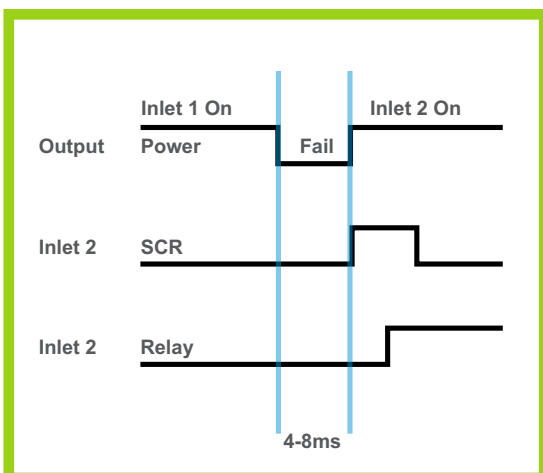 Inlet 1 On Inlet 2 On
Output Power Fail
Inlet 2 SCR
Inlet 2 Relay
4-8ms